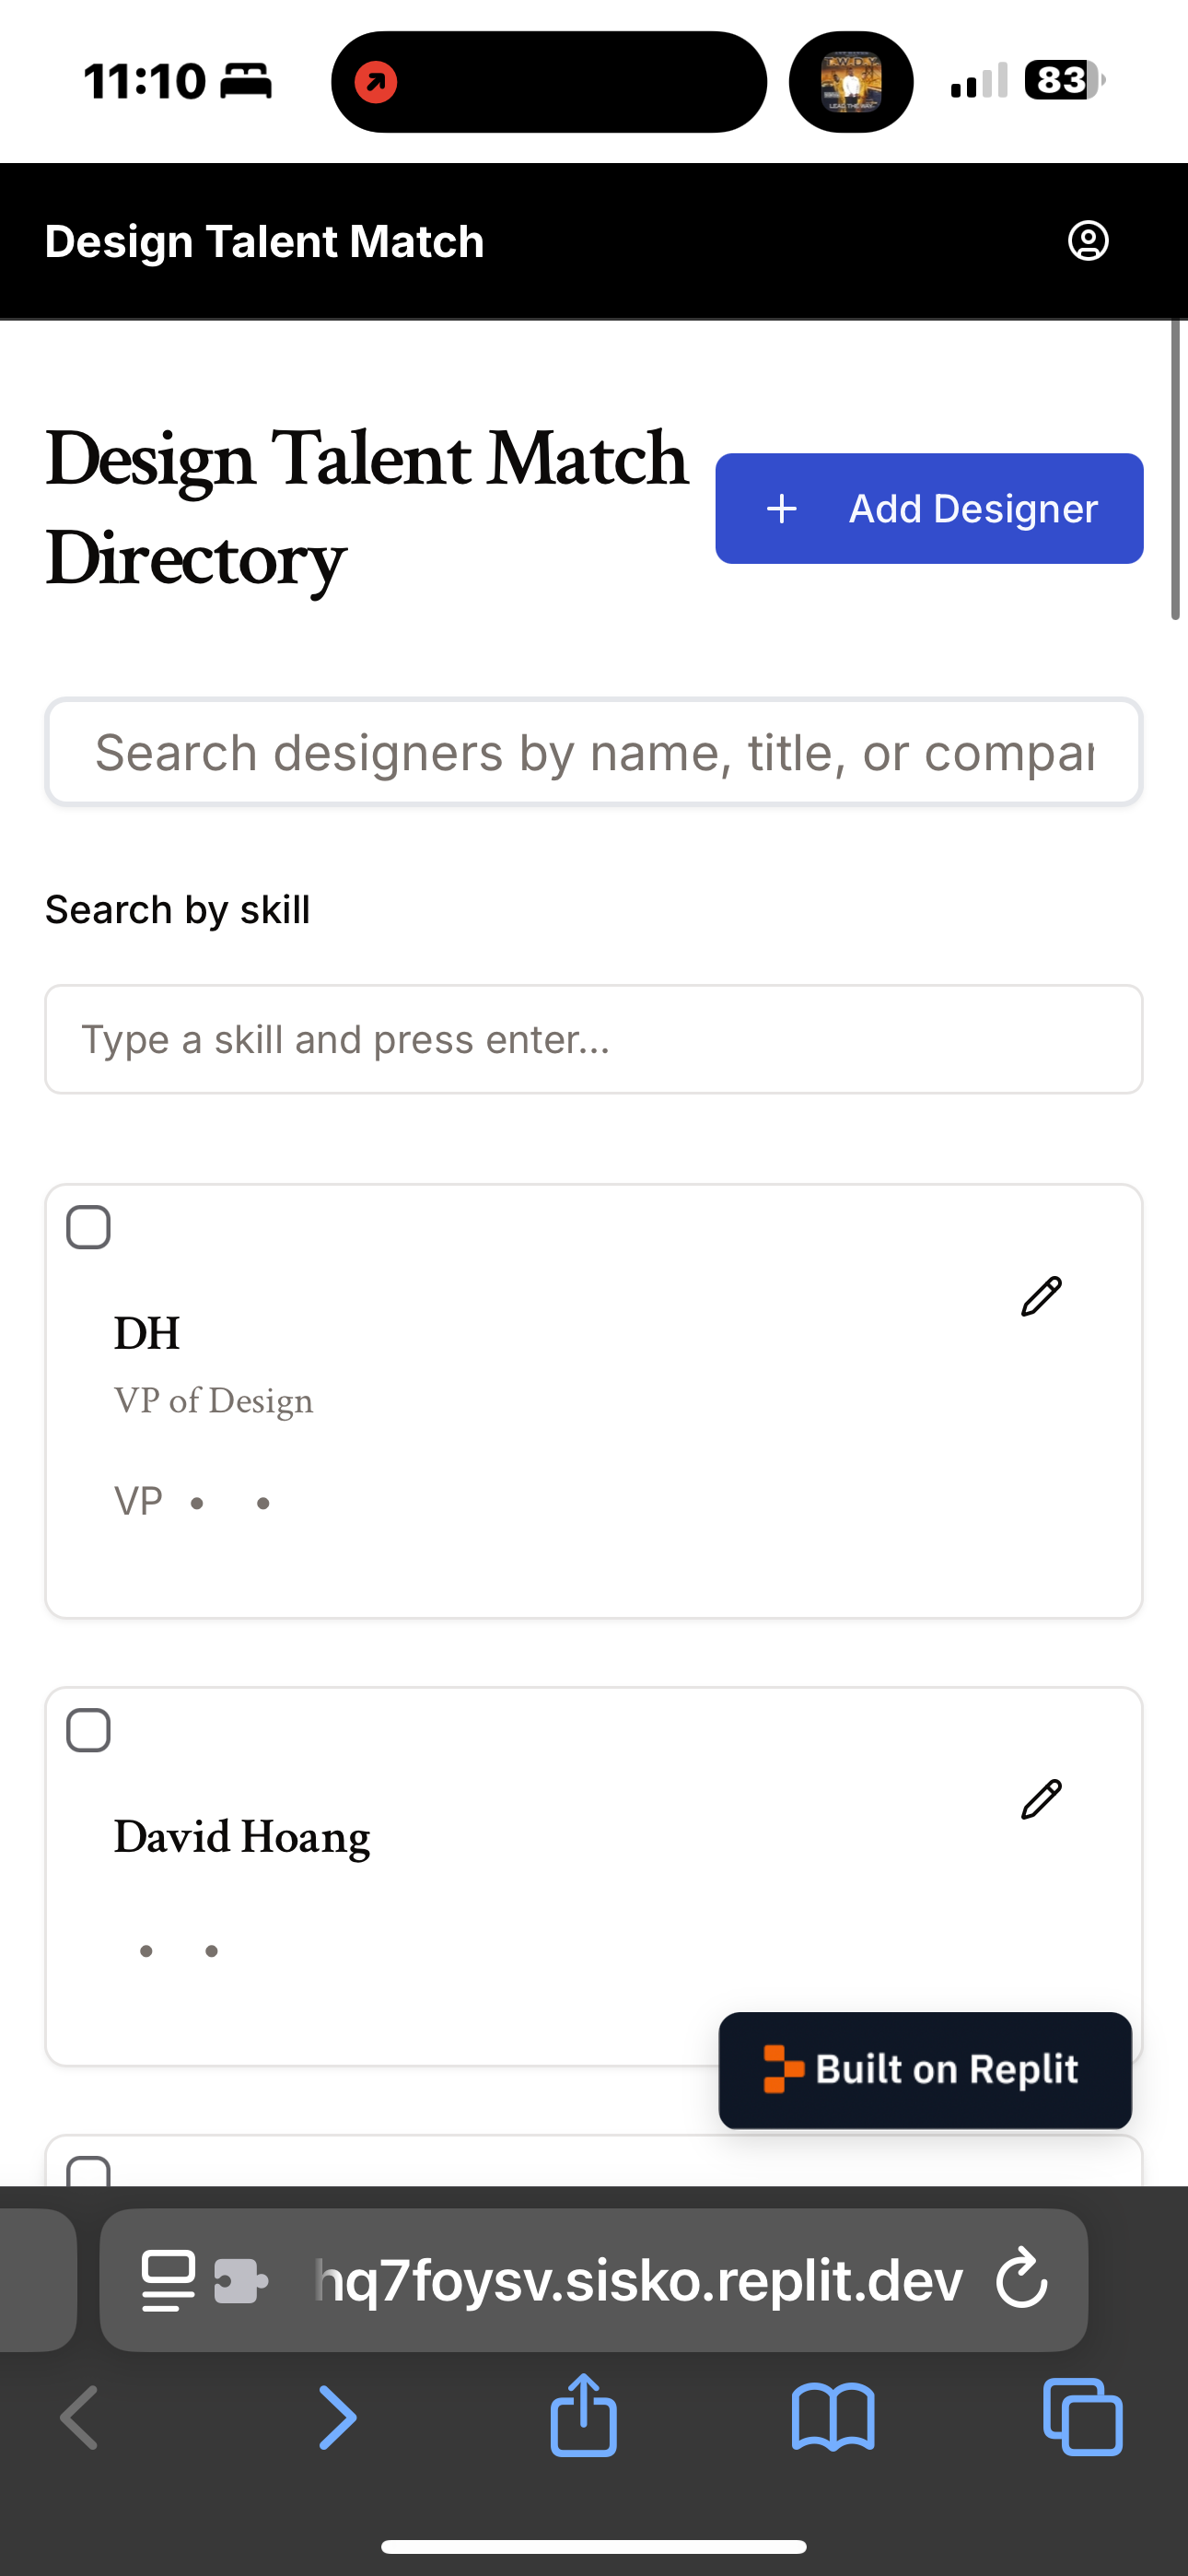 11:10
83
Design Talent Match
Design Talent Match
Directory
+ Add Designer
Search designers by name, title, or compar
Search by skill
Type a skill and press enter...
DH
VP of Design
VP • •
David Hoang
• •
Built on Replit
hq7foysv.sisko.replit.dev